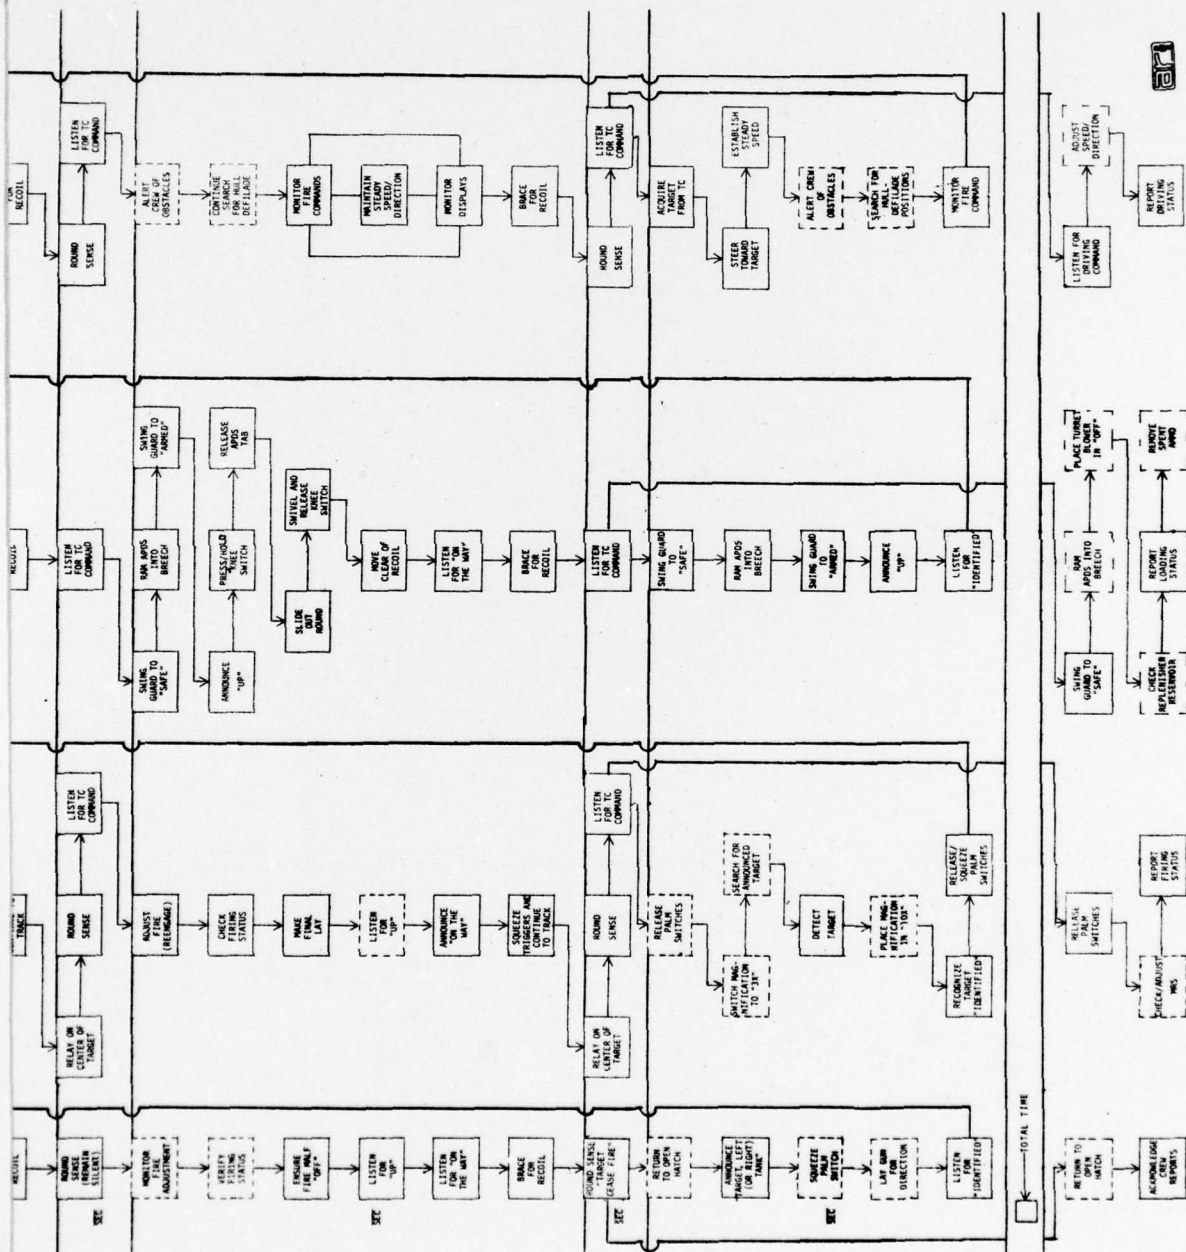 FOR
RECOIL
ROUND
SENSE
LISTEN
FOR TC
COMMAND
ALERT
CREW OF
OBSTACLES
CONTINUE
SEARCH
FOR HULL
DEFILADE
MONITOR
FIRE
COMMANDS
MAINTAIN
STEADY
SPEED/
DIRECTION
MONITOR
DISPLAYS
BRACE
FOR
RECOIL
ROUND
SENSE
LISTEN
FOR TC
COMMAND
ACQUIRE
TARGET
FROM TC
STEER
TOWARD
TARGET
ESTABLISH
STEADY
SPEED
ALERT CREW
OF
OBSTACLES
SEARCH FOR
HULL-
DEFILADE
POSITIONS
MONITOR
FIRE
COMMAND
LISTEN FOR
DRIVING
COMMAND
ADJUST
SPEED/
DIRECTION
REPORT
DRIVING
STATUS
RECOIL
LISTEN
FOR TC
COMMAND
SWING
GUARD TO
"SAFE"
RAM APDS
INTO
BREECH
SWING
GUARD TO
"ARMED"
ANNOUNCE
"UP"
PRESS/HOLD
KNEE
SWITCH
RELEASE
APDS
TAB
SLIDE
OUT
ROUND
SWIVEL AND
RELEASE
KNEE
SWITCH
MOVE
CLEAR OF
RECOIL
LISTEN
FOR "ON
THE WAY"
BRACE
FOR
RECOIL
LISTEN
FOR TC
COMMAND
SWING GUARD
TO
"SAFE"
RAM APDS
INTO
BREECH
SWING
GUARD TO
"ARMED"
ANNOUNCE
"UP"
LISTEN
FOR
"IDENTIFIED"
SWING
GUARD TO
"SAFE"
RAM
APDS INTO
BREECH
PLACE TURRET
BLOWER
IN "OFF"
CHECK
REPLENISHER
RESERVOIR
REPORT
LOADING
STATUS
REMOVE
SPENT
AMMO
TRACK
RELAY ON
CENTER OF
TARGET
ROUND
SENSE
LISTEN
FOR TC
COMMAND
ADJUST
FIRE
(REENGAGE)
CHECK
FIRING
STATUS
MAKE
FINAL
LAY
LISTEN
FOR
"UP"
ANNOUNCE
"ON THE
WAY"
SQUEEZE
TRIGGERS AND
CONTINUE
TO TRACK
RELAY ON
CENTER OF
TARGET
ROUND
SENSE
LISTEN
FOR TC
COMMAND
RELEASE
PALM
SWITCHES
SWITCH MAG-
NIFICATION
TO "3X"
SEARCH FOR
ANNOUNCED
TARGET
DETECT
TARGET
PLACE MAG-
NIFICATION
IN "10X"
RECOGNIZE
TARGET
"IDENTIFIED"
RELEASE/
SQUEEZE
PALM
SWITCHES
RELEASE
PALM
SWITCHES
CHECK/ADJUST
MRS
REPORT
FIRING
STATUS
RECOIL
ROUND
SENSE
(REMAIN
SILENT)
MONITOR
FIRE
ADJUSTMENT
VERIFY
FIRING
STATUS
ENSURE
FIRE HALF
"OFF"
LISTEN
FOR
"UP"
LISTEN
FOR "ON
THE WAY"
BRACE
FOR
RECOIL
ROUND SENSE
"TARGET
CEASE FIRE"
RETURN
TO OPEN
HATCH
ANNOUNCE
TARGET, LEFT
(OR RIGHT)
TANK"
SQUEEZE
PALM
SWITCH
LAY GUN
FOR
DIRECTION
LISTEN
FOR
"IDENTIFIED"
RETURN TO
OPEN
HATCH
ACKNOWLEDGE
CREW
REPORTS
SEC
SEC
SEC
SEC
TOTAL TIME